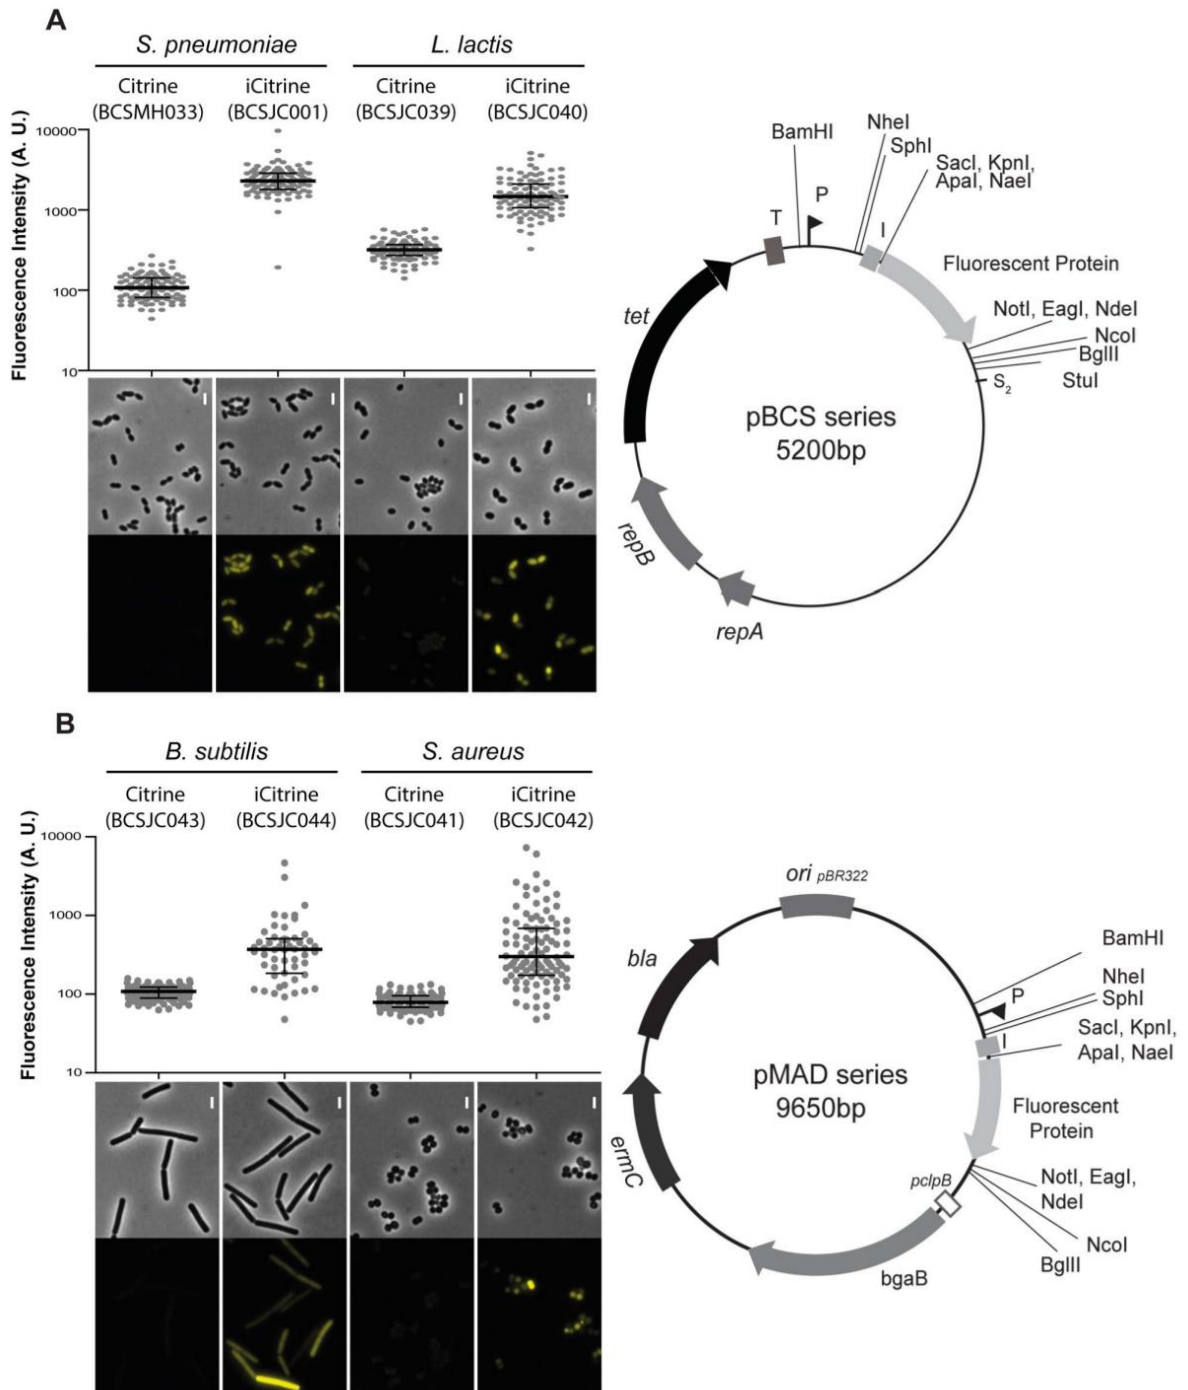 A
S. pneumoniae
L. lactis
Citrine
(BCSMH033)
iCitrine
(BCSJC001)
Citrine
(BCSJC039)
iCitrine
(BCSJC040)
Fluorescence Intensity (A. U.)
10000
1000
100
10
BamHI
NheI
SphI
SacI, KpnI,
ApaI, NaeI
P
T
I
Fluorescent Protein
NotI, EagI, NdeI
NcoI
BglII
StuI
S2
tet
pBCS series
5200bp
repB
repA
B
B. subtilis
S. aureus
Citrine
(BCSJC043)
iCitrine
(BCSJC044)
Citrine
(BCSJC041)
iCitrine
(BCSJC042)
Fluorescence Intensity (A. U.)
10000
1000
100
10
ori pBR322
BamHI
NheI
P
SphI
SacI, KpnI,
ApaI, NaeI
I
bla
pMAD series
9650bp
Fluorescent
Protein
ermC
pclpB
NotI, EagI,
NdeI
NcoI
BglII
bgaB